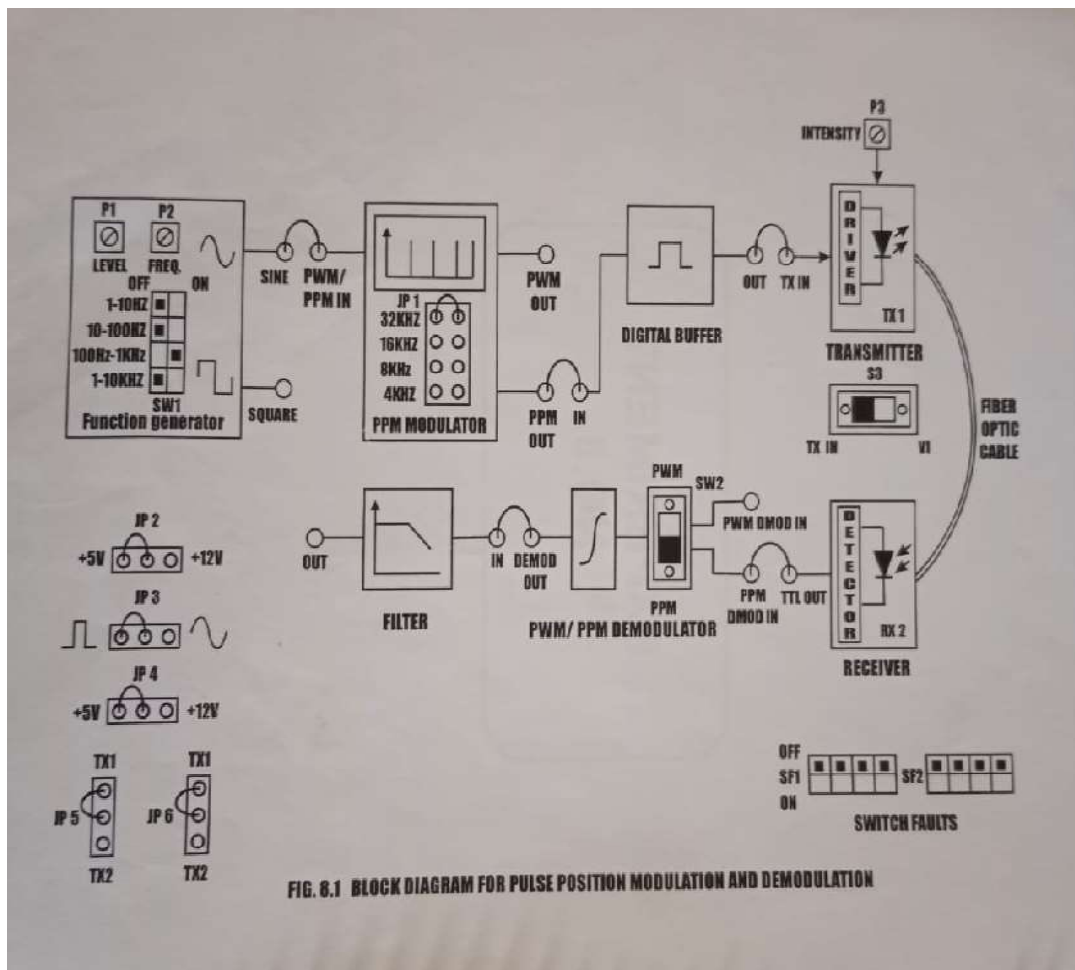 P3
INTENSITY
P1 P2
LEVEL FREQ.
OFF ON
1-10HZ
10-100HZ
100Hz-1KHz
1-10KHZ
SW1
Function generator
SINE
PWM/
PPM IN
SQUARE
JP 1
32KHZ
16KHZ
8KHz
4KHZ
PPM MODULATOR
PWM
OUT
PPM
OUT
IN
DIGITAL BUFFER
OUT TX IN
DRIVER
TX1
TRANSMITTER
S3
TX IN V1
FIBER
OPTIC
CABLE
OUT
FILTER
IN DEMOD
OUT
PWM
SW2
PPM
PWM/ PPM DEMODULATOR
PWM DMOD IN
PPM
DMOD IN
TTL OUT
DETECTOR
RX 2
RECEIVER
JP 2
+5V +12V
JP 3
JP 4
+5V +12V
TX1 TX1
JP 5 JP 6
TX2 TX2
OFF
SF1 SF2
ON
SWITCH FAULTS
FIG. 8.1 BLOCK DIAGRAM FOR PULSE POSITION MODULATION AND DEMODULATION